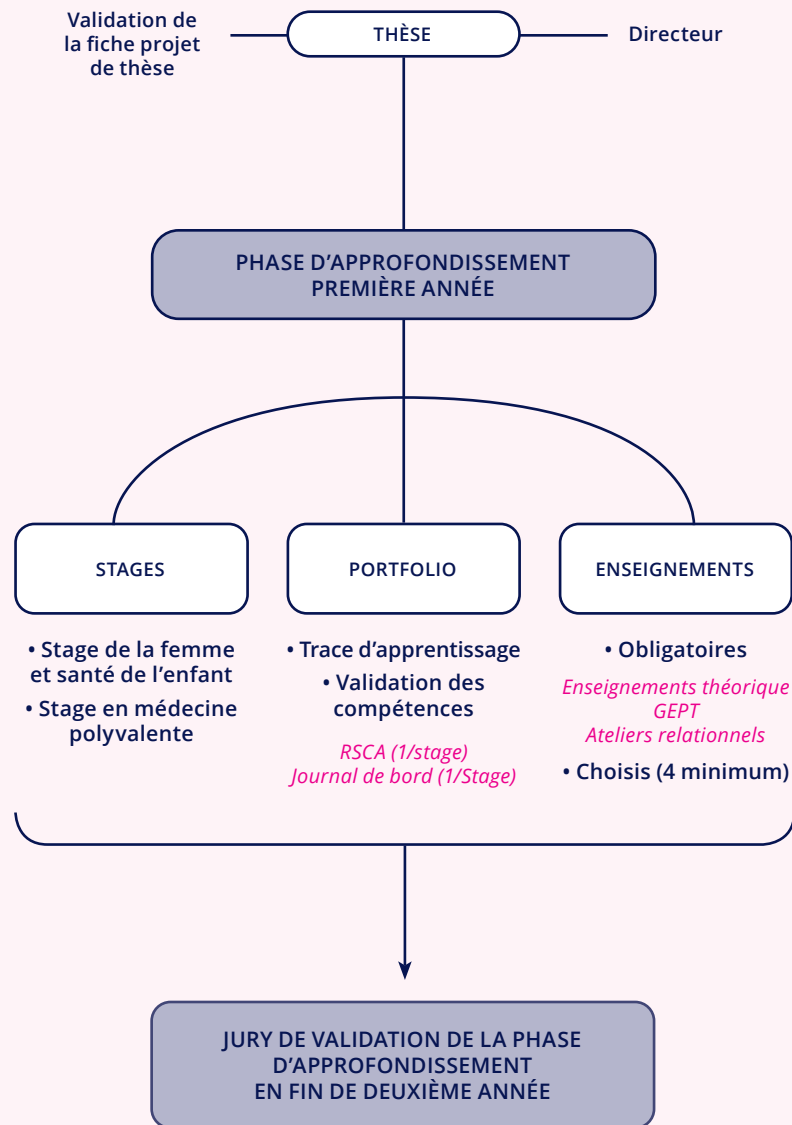 Validation de
la fiche projet
de thèse
THÈSE
Directeur
PHASE D'APPROFONDISSEMENT
PREMIÈRE ANNÉE
STAGES
• Stage de la femme
et santé de l'enfant
• Stage en médecine
polyvalente
PORTFOLIO
• Trace d'apprentissage
• Validation des
compétences
RSCA (1/stage)
Journal de bord (1/Stage)
ENSEIGNEMENTS
• Obligatoires
Enseignements théorique
GEPT
Ateliers relationnels
• Choisis (4 minimum)
JURY DE VALIDATION DE LA PHASE
D'APPROFONDISSEMENT
EN FIN DE DEUXIÈME ANNÉE